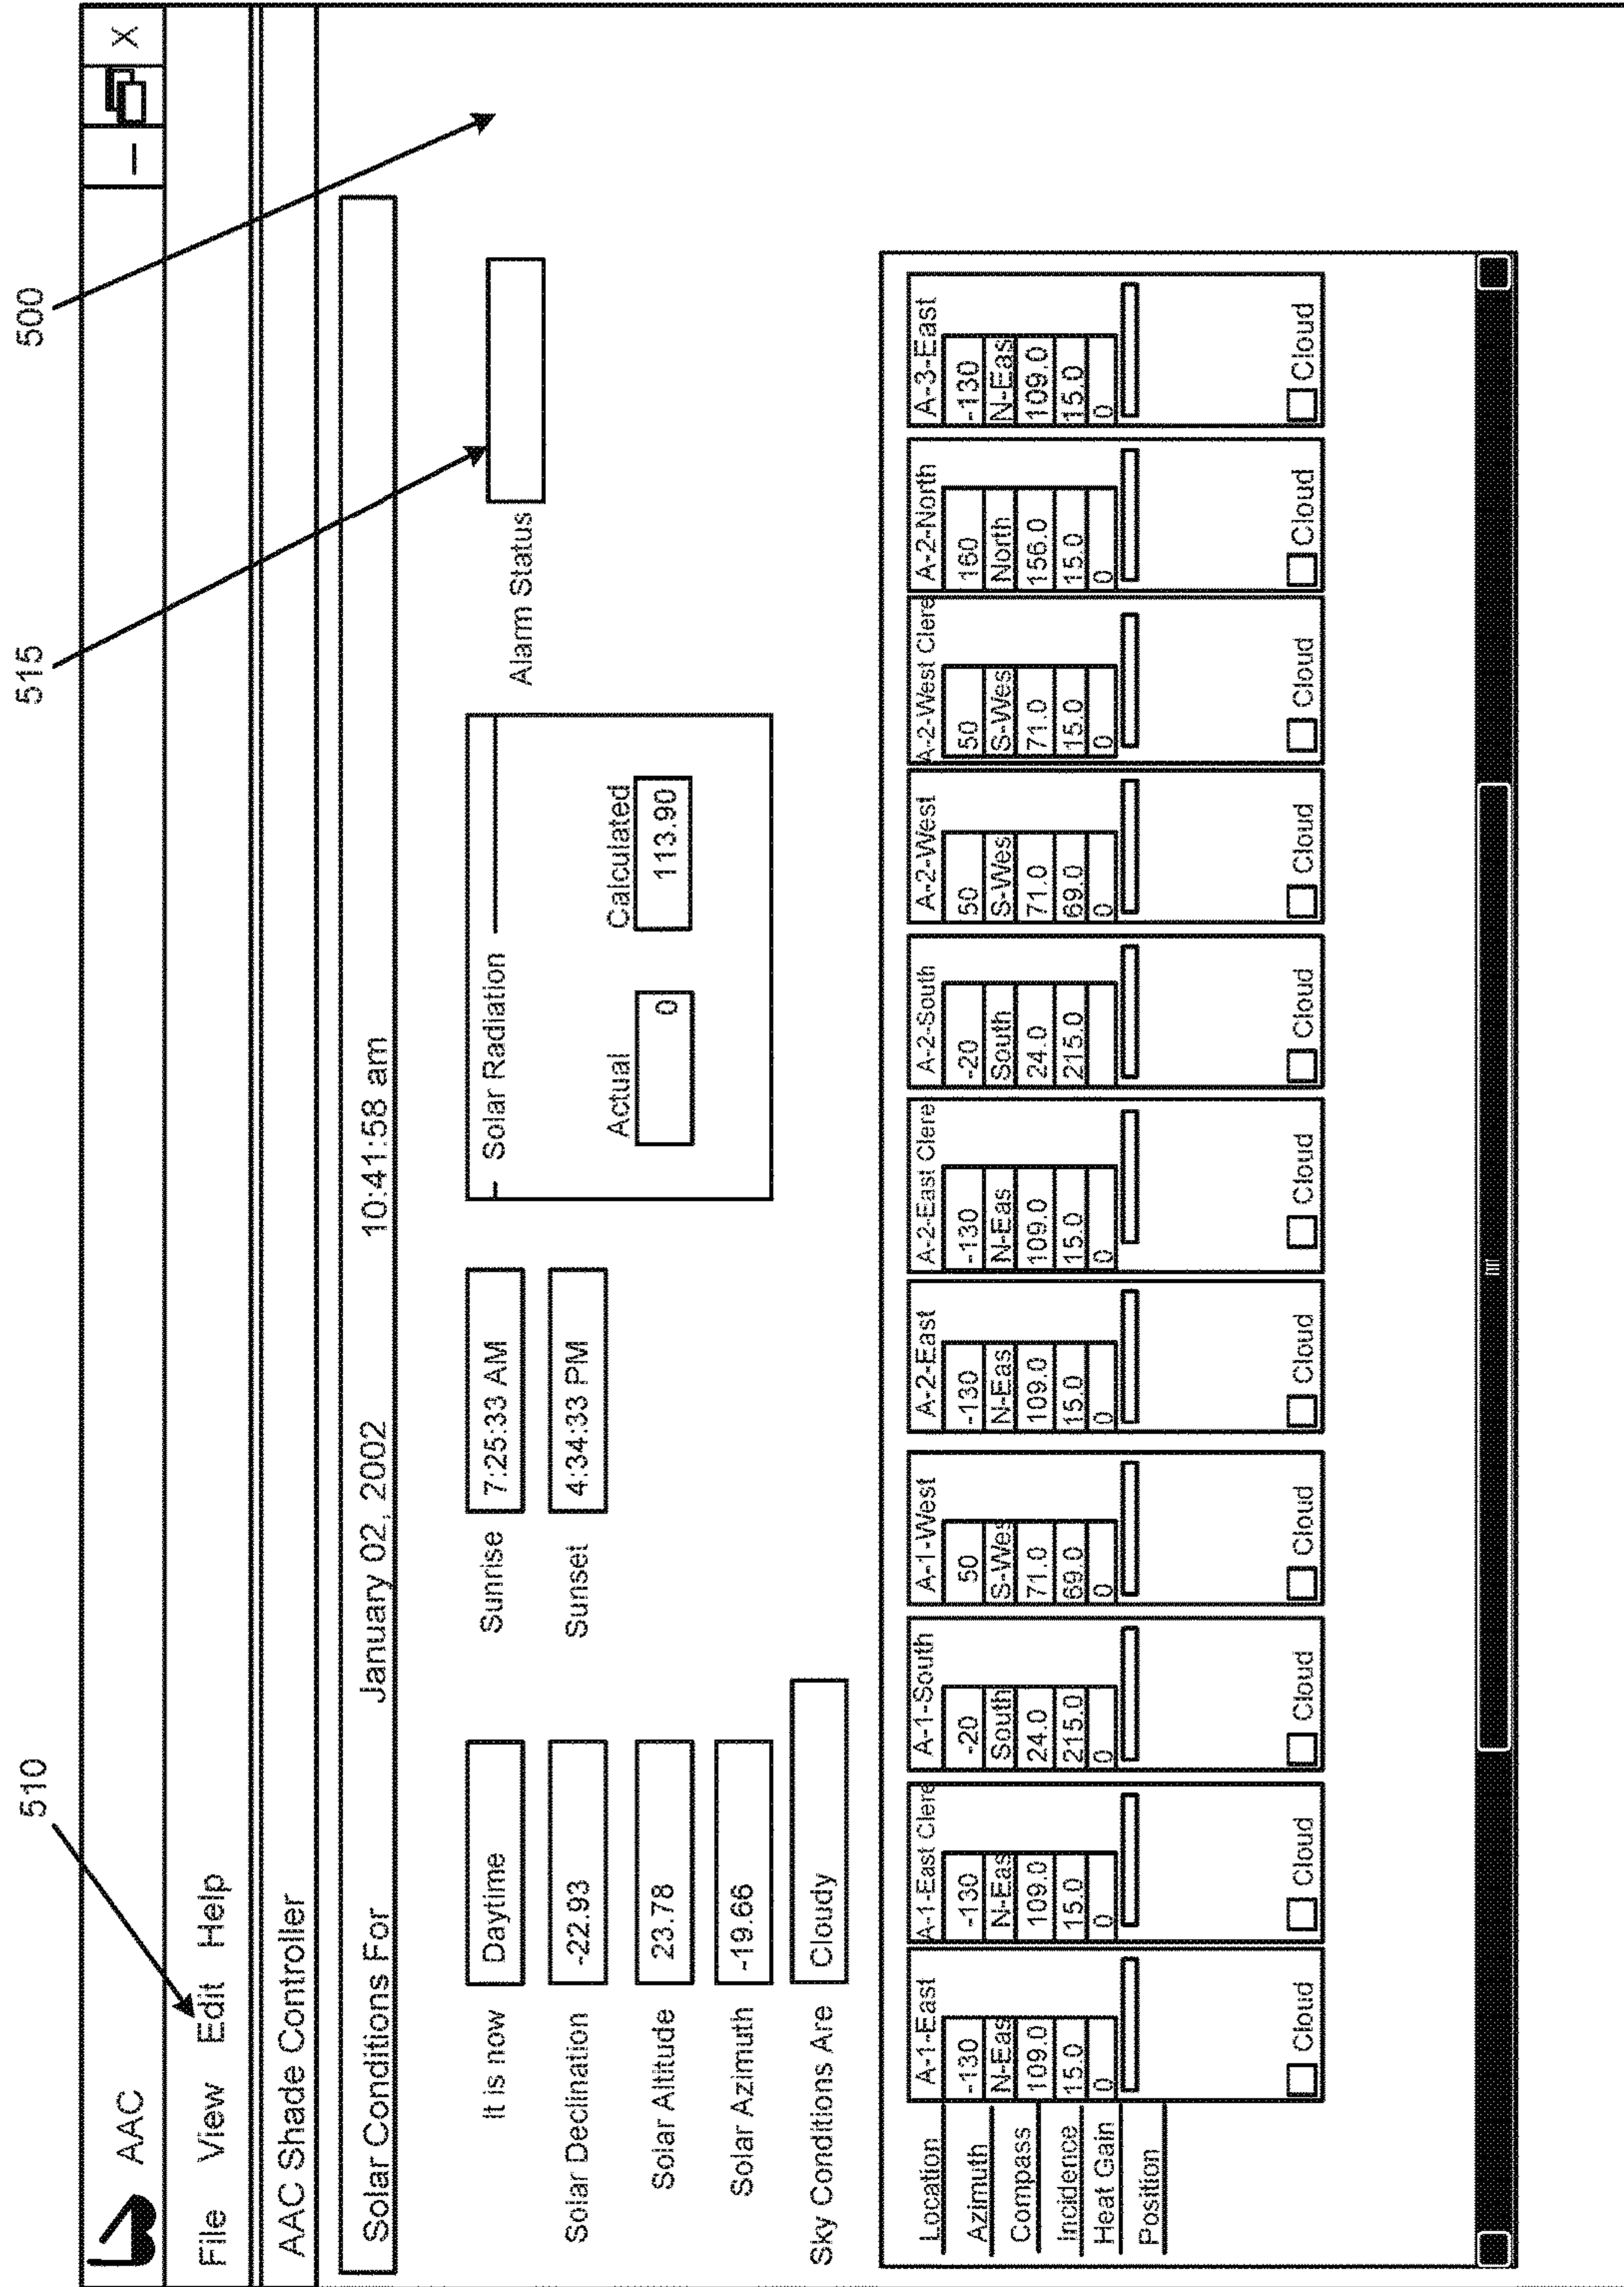 510 515 500
AAC X
File View Edit Help
AAC Shade Controller
Solar Conditions For January 02, 2002 10:41:58 am
It is now Daytime Sunrise 7:25:33 AM Solar Radiation
Solar Declination -22.93 Sunset 4:34:33 PM Alarm Status
Solar Altitude 23.78 Actual Calculated
Solar Azimuth -19.66 0 113.90
Sky Conditions Are Cloudy
Location A-1-East A-1-East Clere A-1-South A-1-West A-2-East A-2-East Clere A-2-South A-2-West A-2-West Clere A-2-North A-3-East
Azimuth -130 -130 -20 50 -130 -130 -20 50 50 160 -130
Compass N-Eas N-Eas South S-Wes N-Eas N-Eas South S-Wes S-Wes North N-Eas
Incidence 109.0 109.0 24.0 71.0 109.0 109.0 24.0 71.0 71.0 156.0 109.0
Heat Gain 15.0 15.0 215.0 69.0 15.0 15.0 215.0 69.0 15.0 15.0 15.0
Position 0 0 0 0 0 0 0 0 0 0
Cloud Cloud Cloud Cloud Cloud Cloud Cloud Cloud Cloud Cloud Cloud